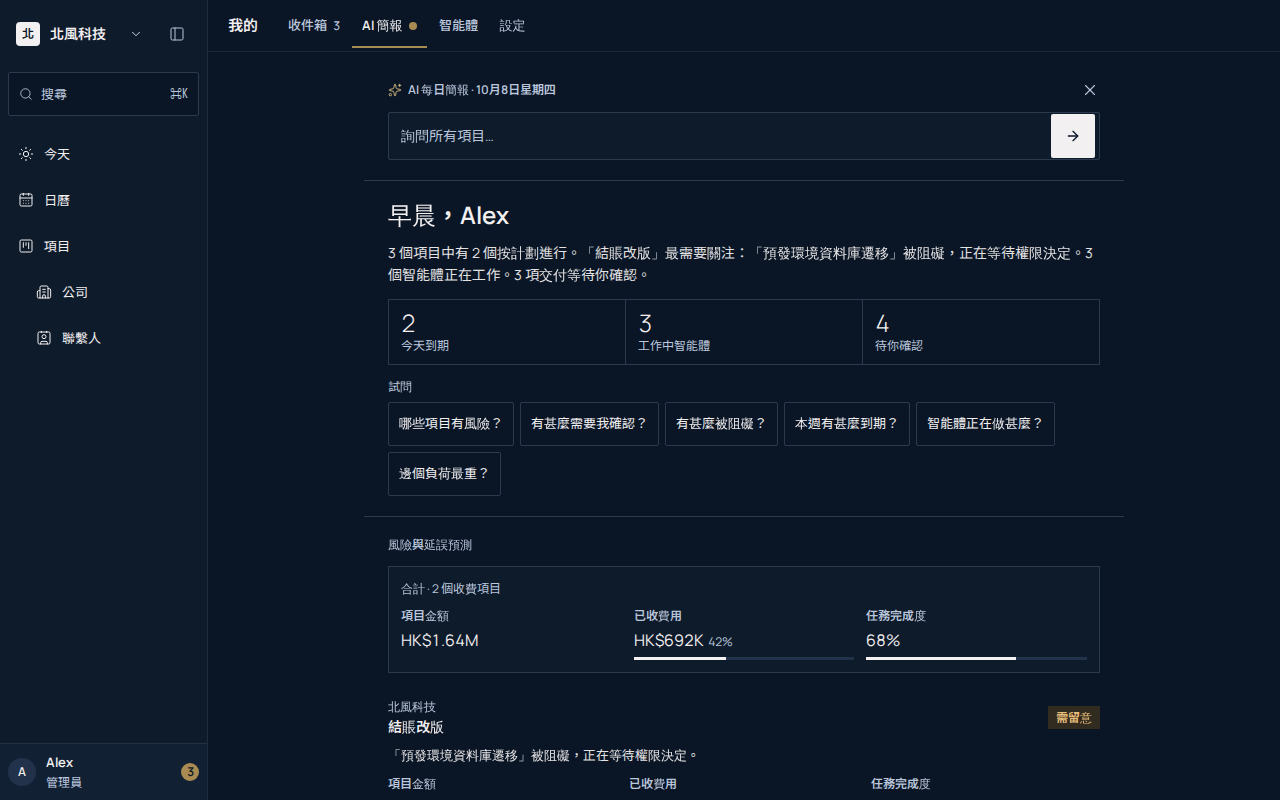 北 北風科技
搜尋 ⌘K
今天
日曆
項目
公司
聯繫人
A Alex
管理員
3
我的 收件箱 3 AI 簡報 智能體 設定
AI 每日簡報 · 10月8日星期四
詢問所有項目...
早晨，Alex
3 個項目中有 2 個按計劃進行。「結賬改版」最需要關注：「預發環境資料庫遷移」被阻礙，正在等待權限決定。3
個智能體正在工作。3 項交付等待你確認。
2 3 4
今天到期 工作中智能體 待你確認
試問
哪些項目有風險？ 有甚麼需要我確認？ 有甚麼被阻礙？ 本週有甚麼到期？ 智能體正在做甚麼？
邊個負荷最重？
風險與延誤預測
合計 · 2 個收費項目
項目金額 已收費用 任務完成度
HK$1.64M HK$692K 42% 68%
北風科技
結賬改版 需留意
「預發環境資料庫遷移」被阻礙，正在等待權限決定。
項目金額 已收費用 任務完成度